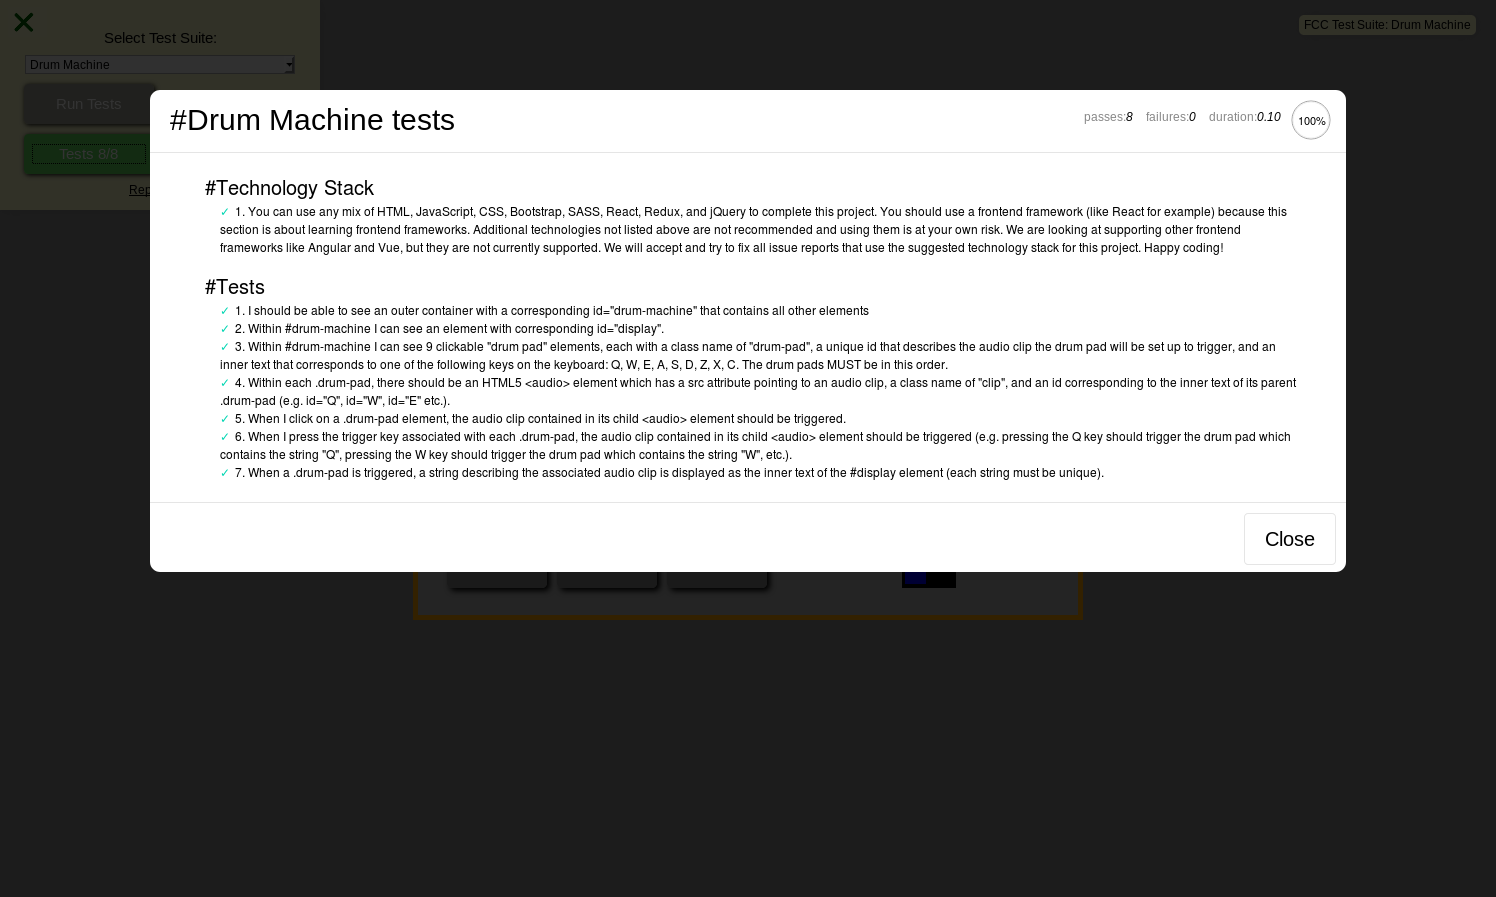 Select Test Suite:
FCC Test Suite: Drum Machine
Drum Machine
Run Tests
Tests 8/8
#Drum Machine tests
passes:8 failures:0 duration:0.10 100%
#Technology Stack
✓ 1. You can use any mix of HTML, JavaScript, CSS, Bootstrap, SASS, React, Redux, and jQuery to complete this project. You should use a frontend framework (like React for example) because this
section is about learning frontend frameworks. Additional technologies not listed above are not recommended and using them is at your own risk. We are looking at supporting other frontend
frameworks like Angular and Vue, but they are not currently supported. We will accept and try to fix all issue reports that use the suggested technology stack for this project. Happy coding!
#Tests
✓ 1. I should be able to see an outer container with a corresponding id="drum-machine" that contains all other elements
✓ 2. Within #drum-machine I can see an element with corresponding id="display".
✓ 3. Within #drum-machine I can see 9 clickable "drum pad" elements, each with a class name of "drum-pad", a unique id that describes the audio clip the drum pad will be set up to trigger, and an
inner text that corresponds to one of the following keys on the keyboard: Q, W, E, A, S, D, Z, X, C. The drum pads MUST be in this order.
✓ 4. Within each .drum-pad, there should be an HTML5 <audio> element which has a src attribute pointing to an audio clip, a class name of "clip", and an id corresponding to the inner text of its parent
.drum-pad (e.g. id="Q", id="W", id="E" etc.).
✓ 5. When I click on a .drum-pad element, the audio clip contained in its child <audio> element should be triggered.
✓ 6. When I press the trigger key associated with each .drum-pad, the audio clip contained in its child <audio> element should be triggered (e.g. pressing the Q key should trigger the drum pad which
contains the string "Q", pressing the W key should trigger the drum pad which contains the string "W", etc.).
✓ 7. When a .drum-pad is triggered, a string describing the associated audio clip is displayed as the inner text of the #display element (each string must be unique).
Close